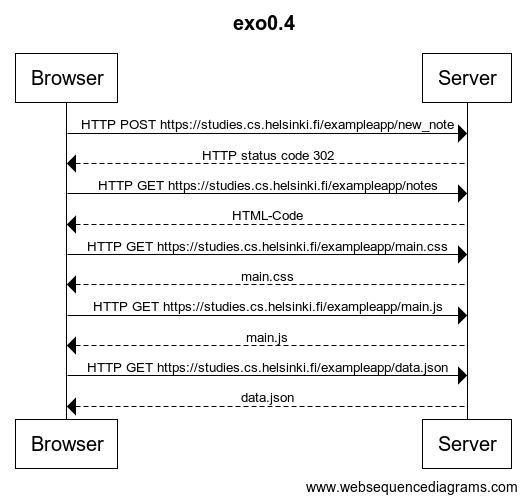 exo0.4
Browser Server
HTTP POST https://studies.cs.helsinki.fi/exampleapp/new_note
HTTP status code 302
HTTP GET https://studies.cs.helsinki.fi/exampleapp/notes
HTML-Code
HTTP GET https://studies.cs.helsinki.fi/exampleapp/main.css
main.css
HTTP GET https://studies.cs.helsinki.fi/exampleapp/main.js
main.js
HTTP GET https://studies.cs.helsinki.fi/exampleapp/data.json
data.json
Browser Server
www.websequencediagrams.com